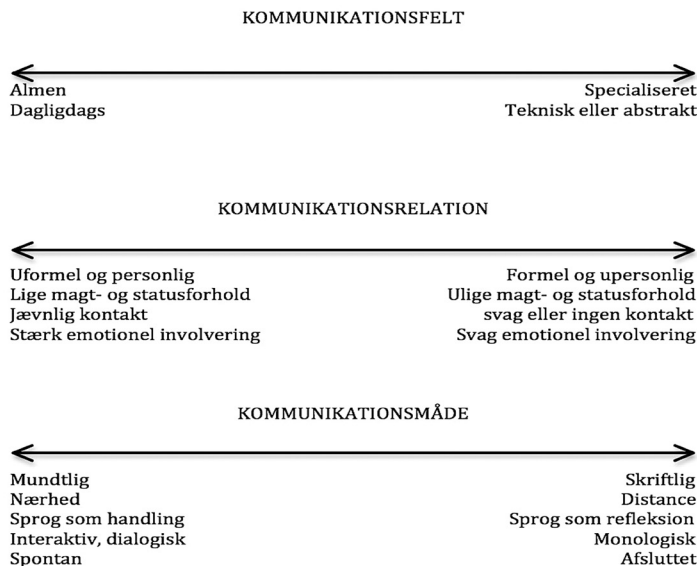 KOMMUNIKATIONSFELT
Almen Specialiseret
Dagligdags Teknisk eller abstrakt
KOMMUNIKATIONSRELATION
Uformel og personlig Formel og upersonlig
Lige magt- og statusforhold Ulige magt- og statusforhold
Jævnlig kontakt svag eller ingen kontakt
Stærk emotionel involvering Svag emotionel involvering
KOMMUNIKATIONSMÅDE
Mundtlig Skriftlig
Nærhed Distance
Sprog som handling Sprog som refleksion
Interaktiv, dialogisk Monologisk
Spontan Afsluttet